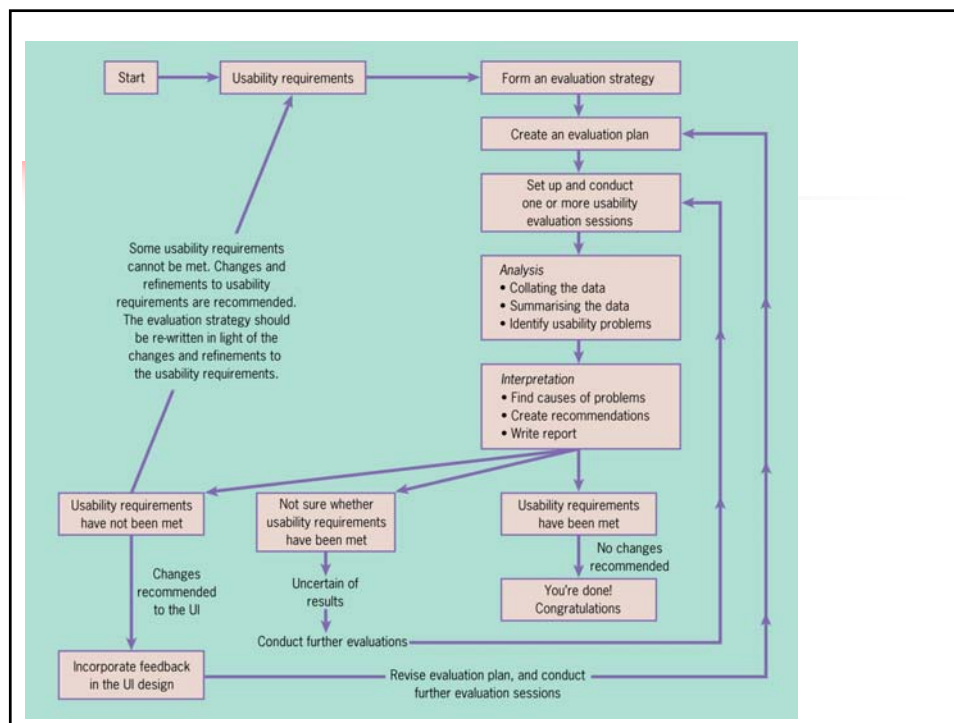 Start
Usability requirements
Form an evaluation strategy
Create an evaluation plan
Set up and conduct
one or more usability
evaluation sessions
Some usability requirements
cannot be met. Changes and
refinements to usability
requirements are recommended.
The evaluation strategy should
be re-written in light of the
changes and refinements to
the usability requirements.
Analysis
• Collating the data
• Summarising the data
• Identify usability problems
Interpretation
• Find causes of problems
• Create recommendations
• Write report
Usability requirements
have not been met
Not sure whether
usability requirements
have been met
Usability requirements
have been met
Changes
recommended
to the UI
Uncertain of
results
No changes
recommended
You're done!
Congratulations
Conduct further evaluations
Incorporate feedback
in the UI design
Revise evaluation plan, and conduct
further evaluation sessions